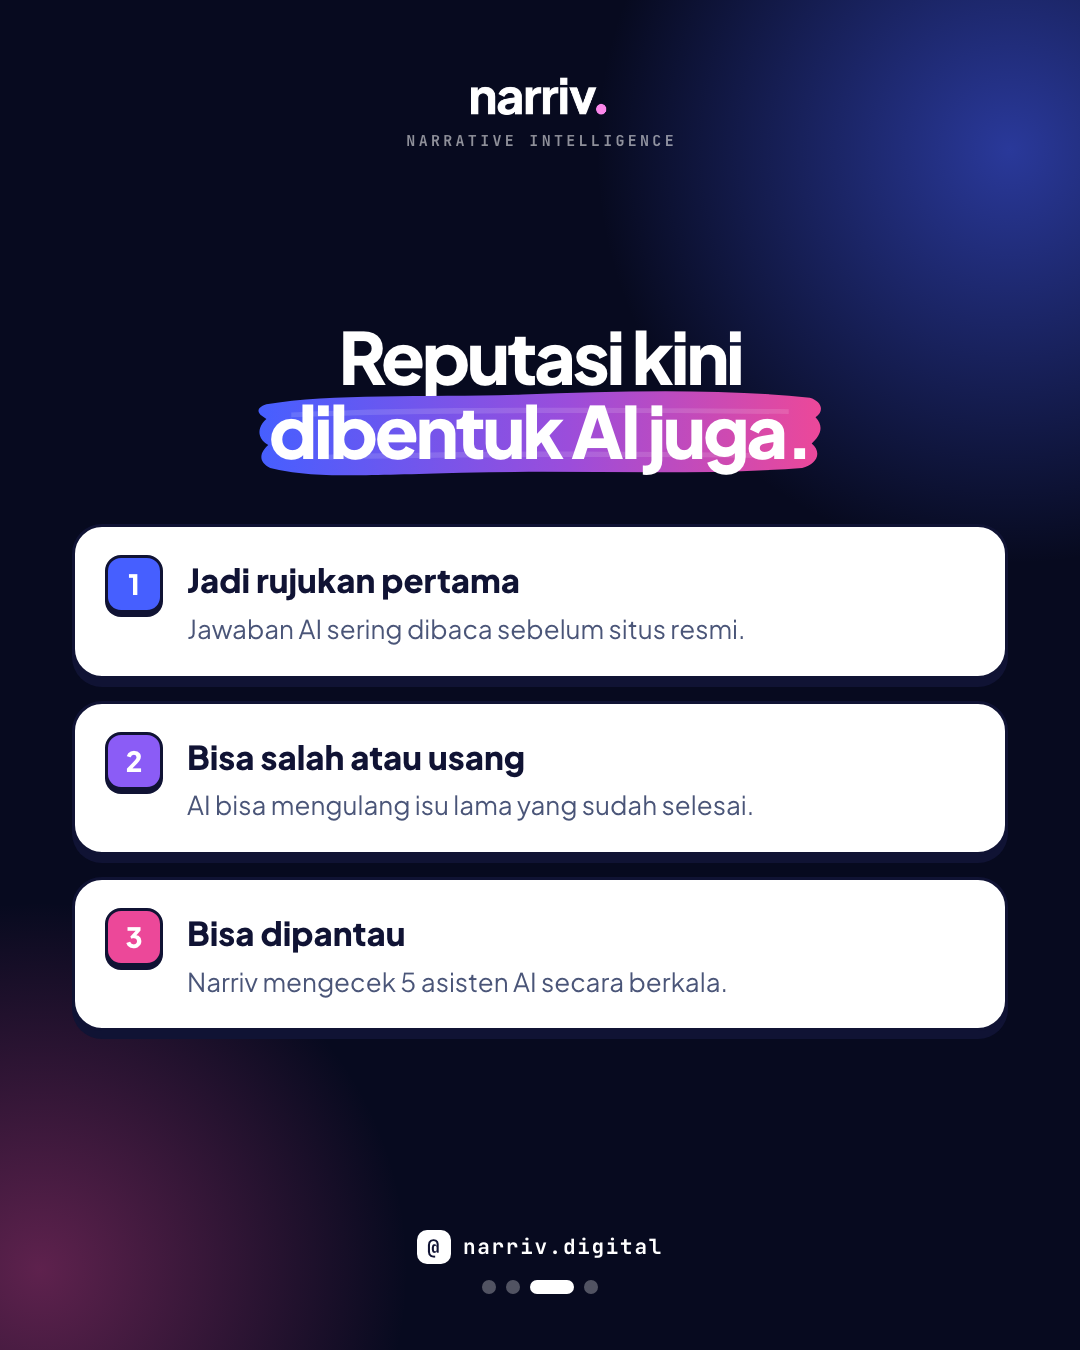 narriv.
NARRATIVE INTELLIGENCE
Reputasi kini
dibentuk AI juga.
1
Jadi rujukan pertama
Jawaban AI sering dibaca sebelum situs resmi.
2
Bisa salah atau usang
AI bisa mengulang isu lama yang sudah selesai.
3
Bisa dipantau
Narriv mengecek 5 asisten AI secara berkala.
@ narriv.digital